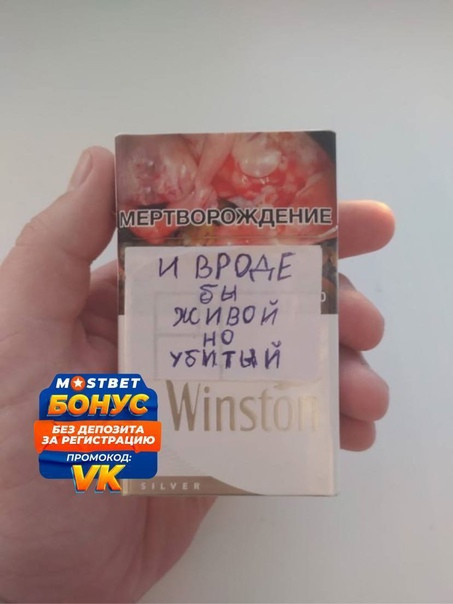 МЕРТВОРОЖДЕНИЕ
И ВРОДЕ
БЫ
ЖИВОЙ
НО
УБИТЫЙ
Winston
SILVER
MOSTBET
БОНУС
БЕЗ ДЕПОЗИТА
ЗА РЕГИСТРАЦИЮ
ПРОМОКОД:
VK